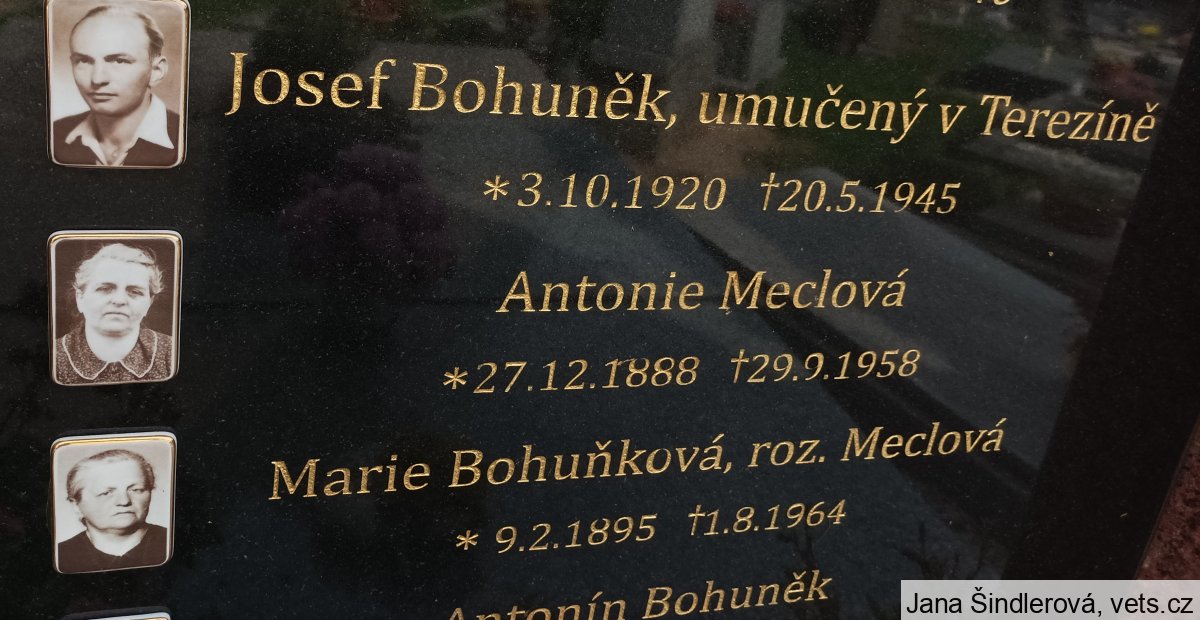 Josef Bohuněk, umučený v Terezíně
*3.10.1920 †20.5.1945
Antonie Meclová
*27.12.1888 †29.9.1958
Marie Bohuňková, roz. Meclová
* 9.2.1895 †1.8.1964
Antonín Bohuněk
Jana Šindlerová, vets.cz